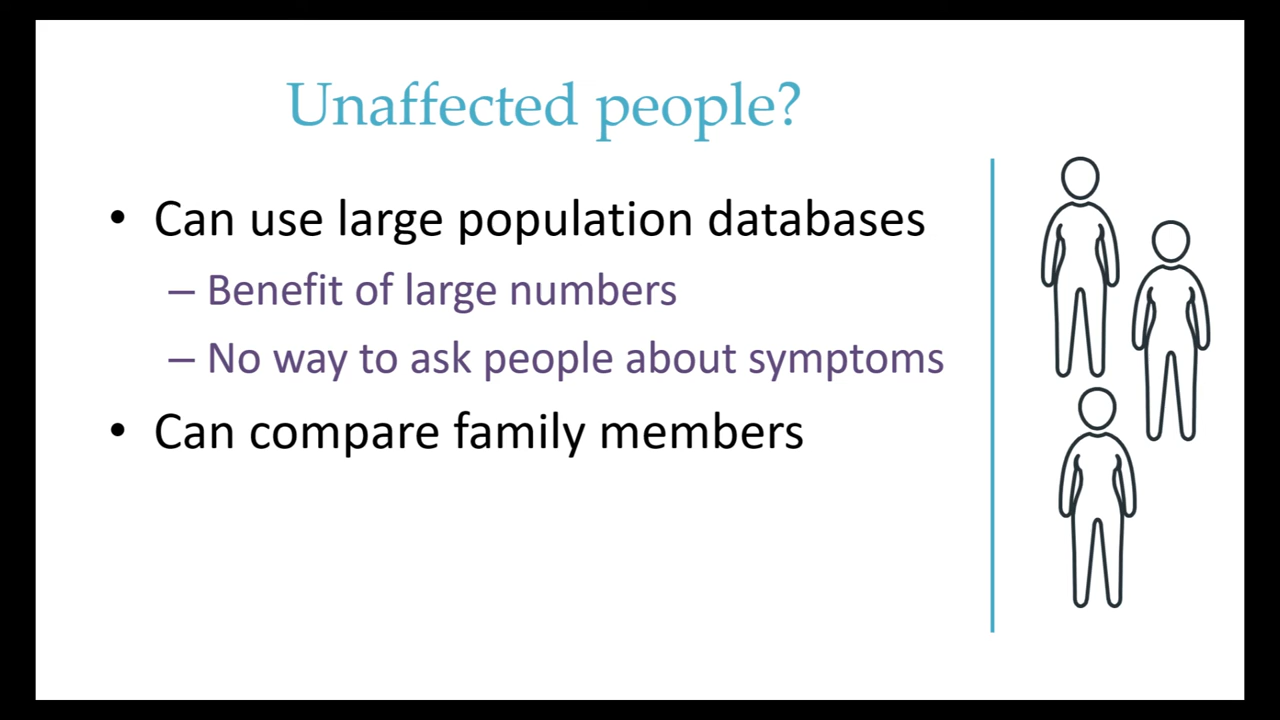 Unaffected people?
• Can use large population databases
– Benefit of large numbers
– No way to ask people about symptoms
• Can compare family members